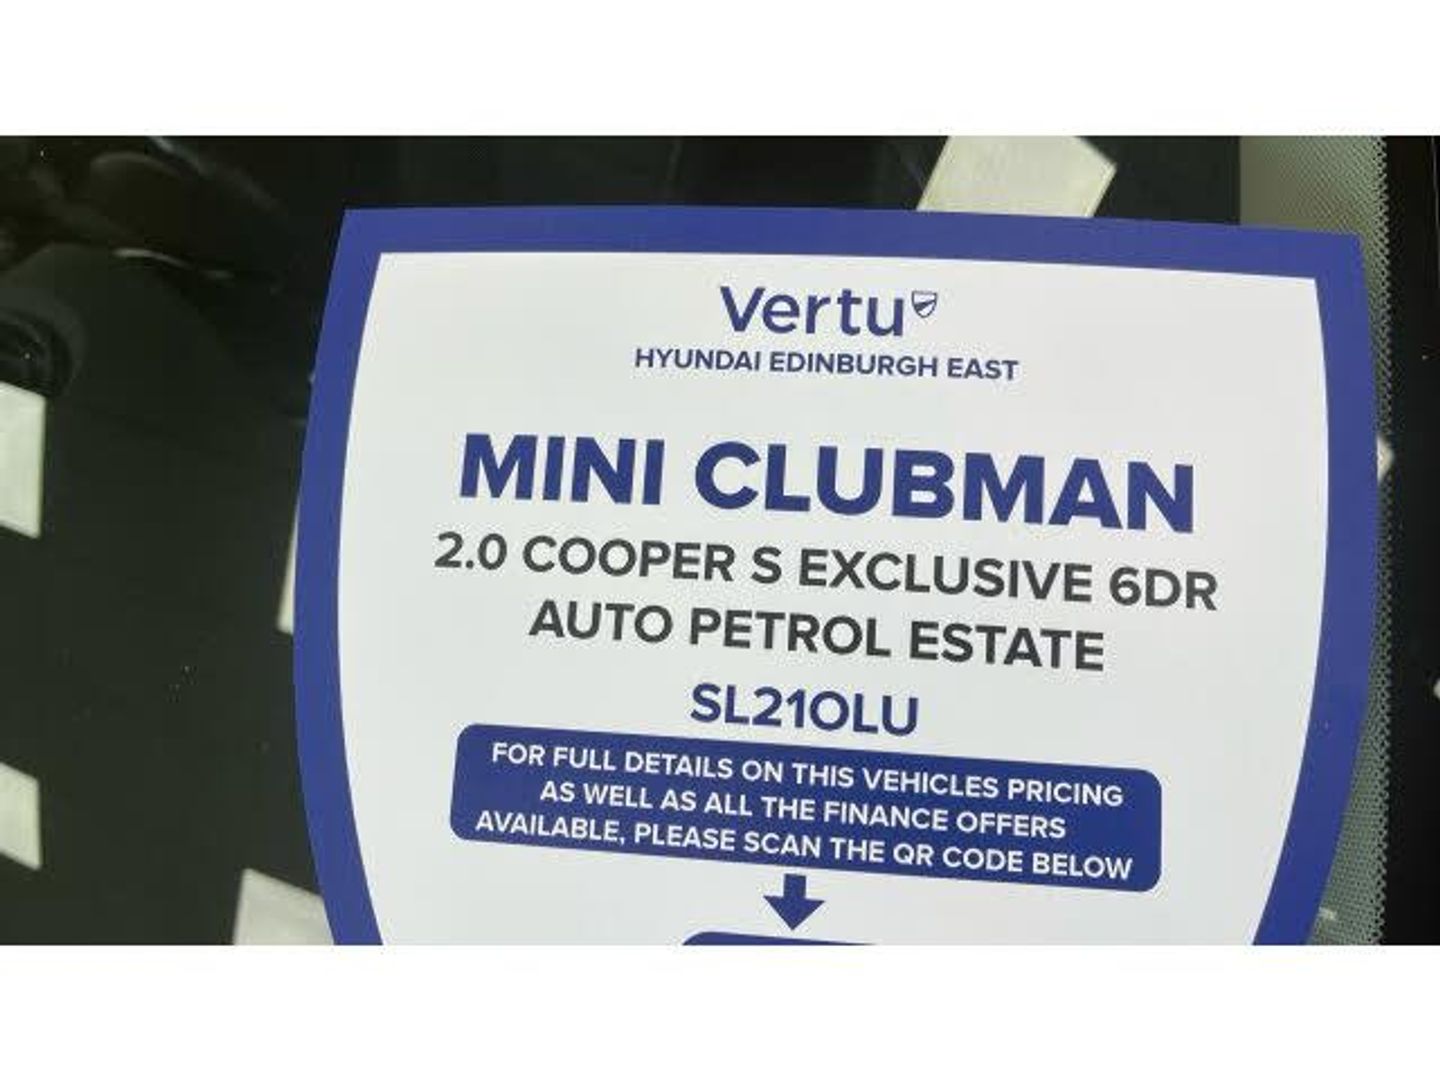 Vertu
HYUNDAI EDINBURGH EAST
MINI CLUBMAN
2.0 COOPER S EXCLUSIVE 6DR
AUTO PETROL ESTATE
SL21OLU
FOR FULL DETAILS ON THIS VEHICLES PRICING
AS WELL AS ALL THE FINANCE OFFERS
AVAILABLE, PLEASE SCAN THE QR CODE BELOW